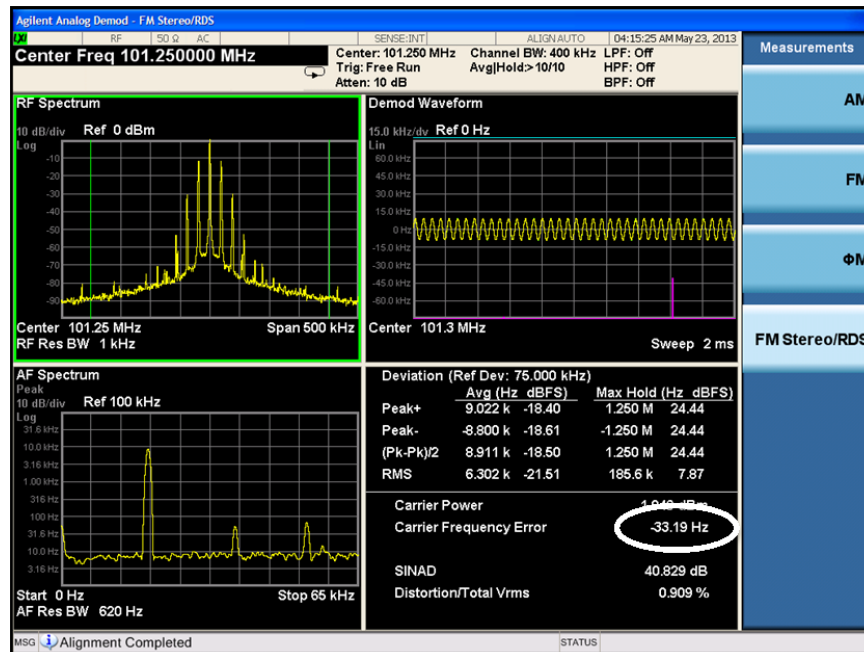 Agilent Analog Demod - FM Stereo/RDS
LXI RF 50 Ω AC SENSE:INT ALIGN AUTO 04:15:25 AM May 23, 2013
Center Freq 101.250000 MHz
Center: 101.250 MHz Channel BW: 400 kHz LPF: Off
Trig: Free Run Avg|Hold:>10/10 HPF: Off
Atten: 10 dB BPF: Off
Measurements
AM
FM
ΦM
FM Stereo/RDS
RF Spectrum
10 dB/div Ref 0 dBm
Log
-10
-20
-30
-40
-50
-60
-70
-80
-90
Center 101.25 MHz Span 500 kHz
RF Res BW 1 kHz
Demod Waveform
15.0 kHz/dv Ref 0 Hz
Lin
60.0 kHz
45.0 kHz
30.0 kHz
15.0 kHz
0 Hz
-15.0 kHz
-30.0 kHz
-45.0 kHz
-60.0 kHz
Center 101.3 MHz
Sweep 2 ms
AF Spectrum
Peak
10 dB/div Ref 100 kHz
Log
31.6 kHz
10.0 kHz
3.16 kHz
1.00 kHz
316 Hz
100 Hz
31.6 Hz
10.0 Hz
3.16 Hz
Start 0 Hz Stop 65 kHz
AF Res BW 620 Hz
Deviation (Ref Dev: 75.000 kHz)
Avg (Hz dBFS) Max Hold (Hz dBFS)
Peak+ 9.022 k -18.40 1.250 M 24.44
Peak- -8.800 k -18.61 -1.250 M 24.44
(Pk-Pk)/2 8.911 k -18.50 1.250 M 24.44
RMS 6.302 k -21.51 185.6 k 7.87
Carrier Power dBm
Carrier Frequency Error -33.19 Hz
SINAD 40.829 dB
Distortion/Total Vrms 0.909 %
MSG Alignment Completed STATUS